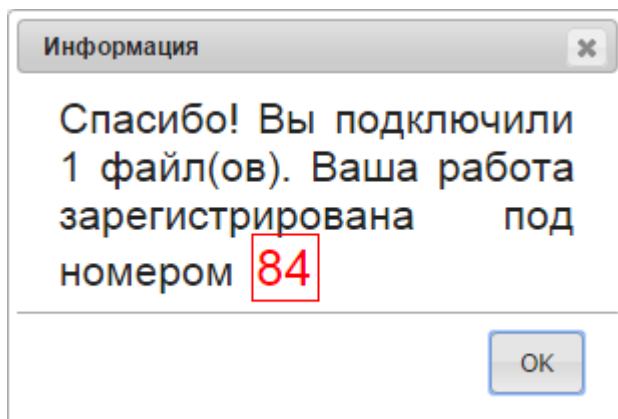 Информация
Спасибо! Вы подключили
1 файл(ов). Ваша работа
зарегистрирована под
номером 84
OK